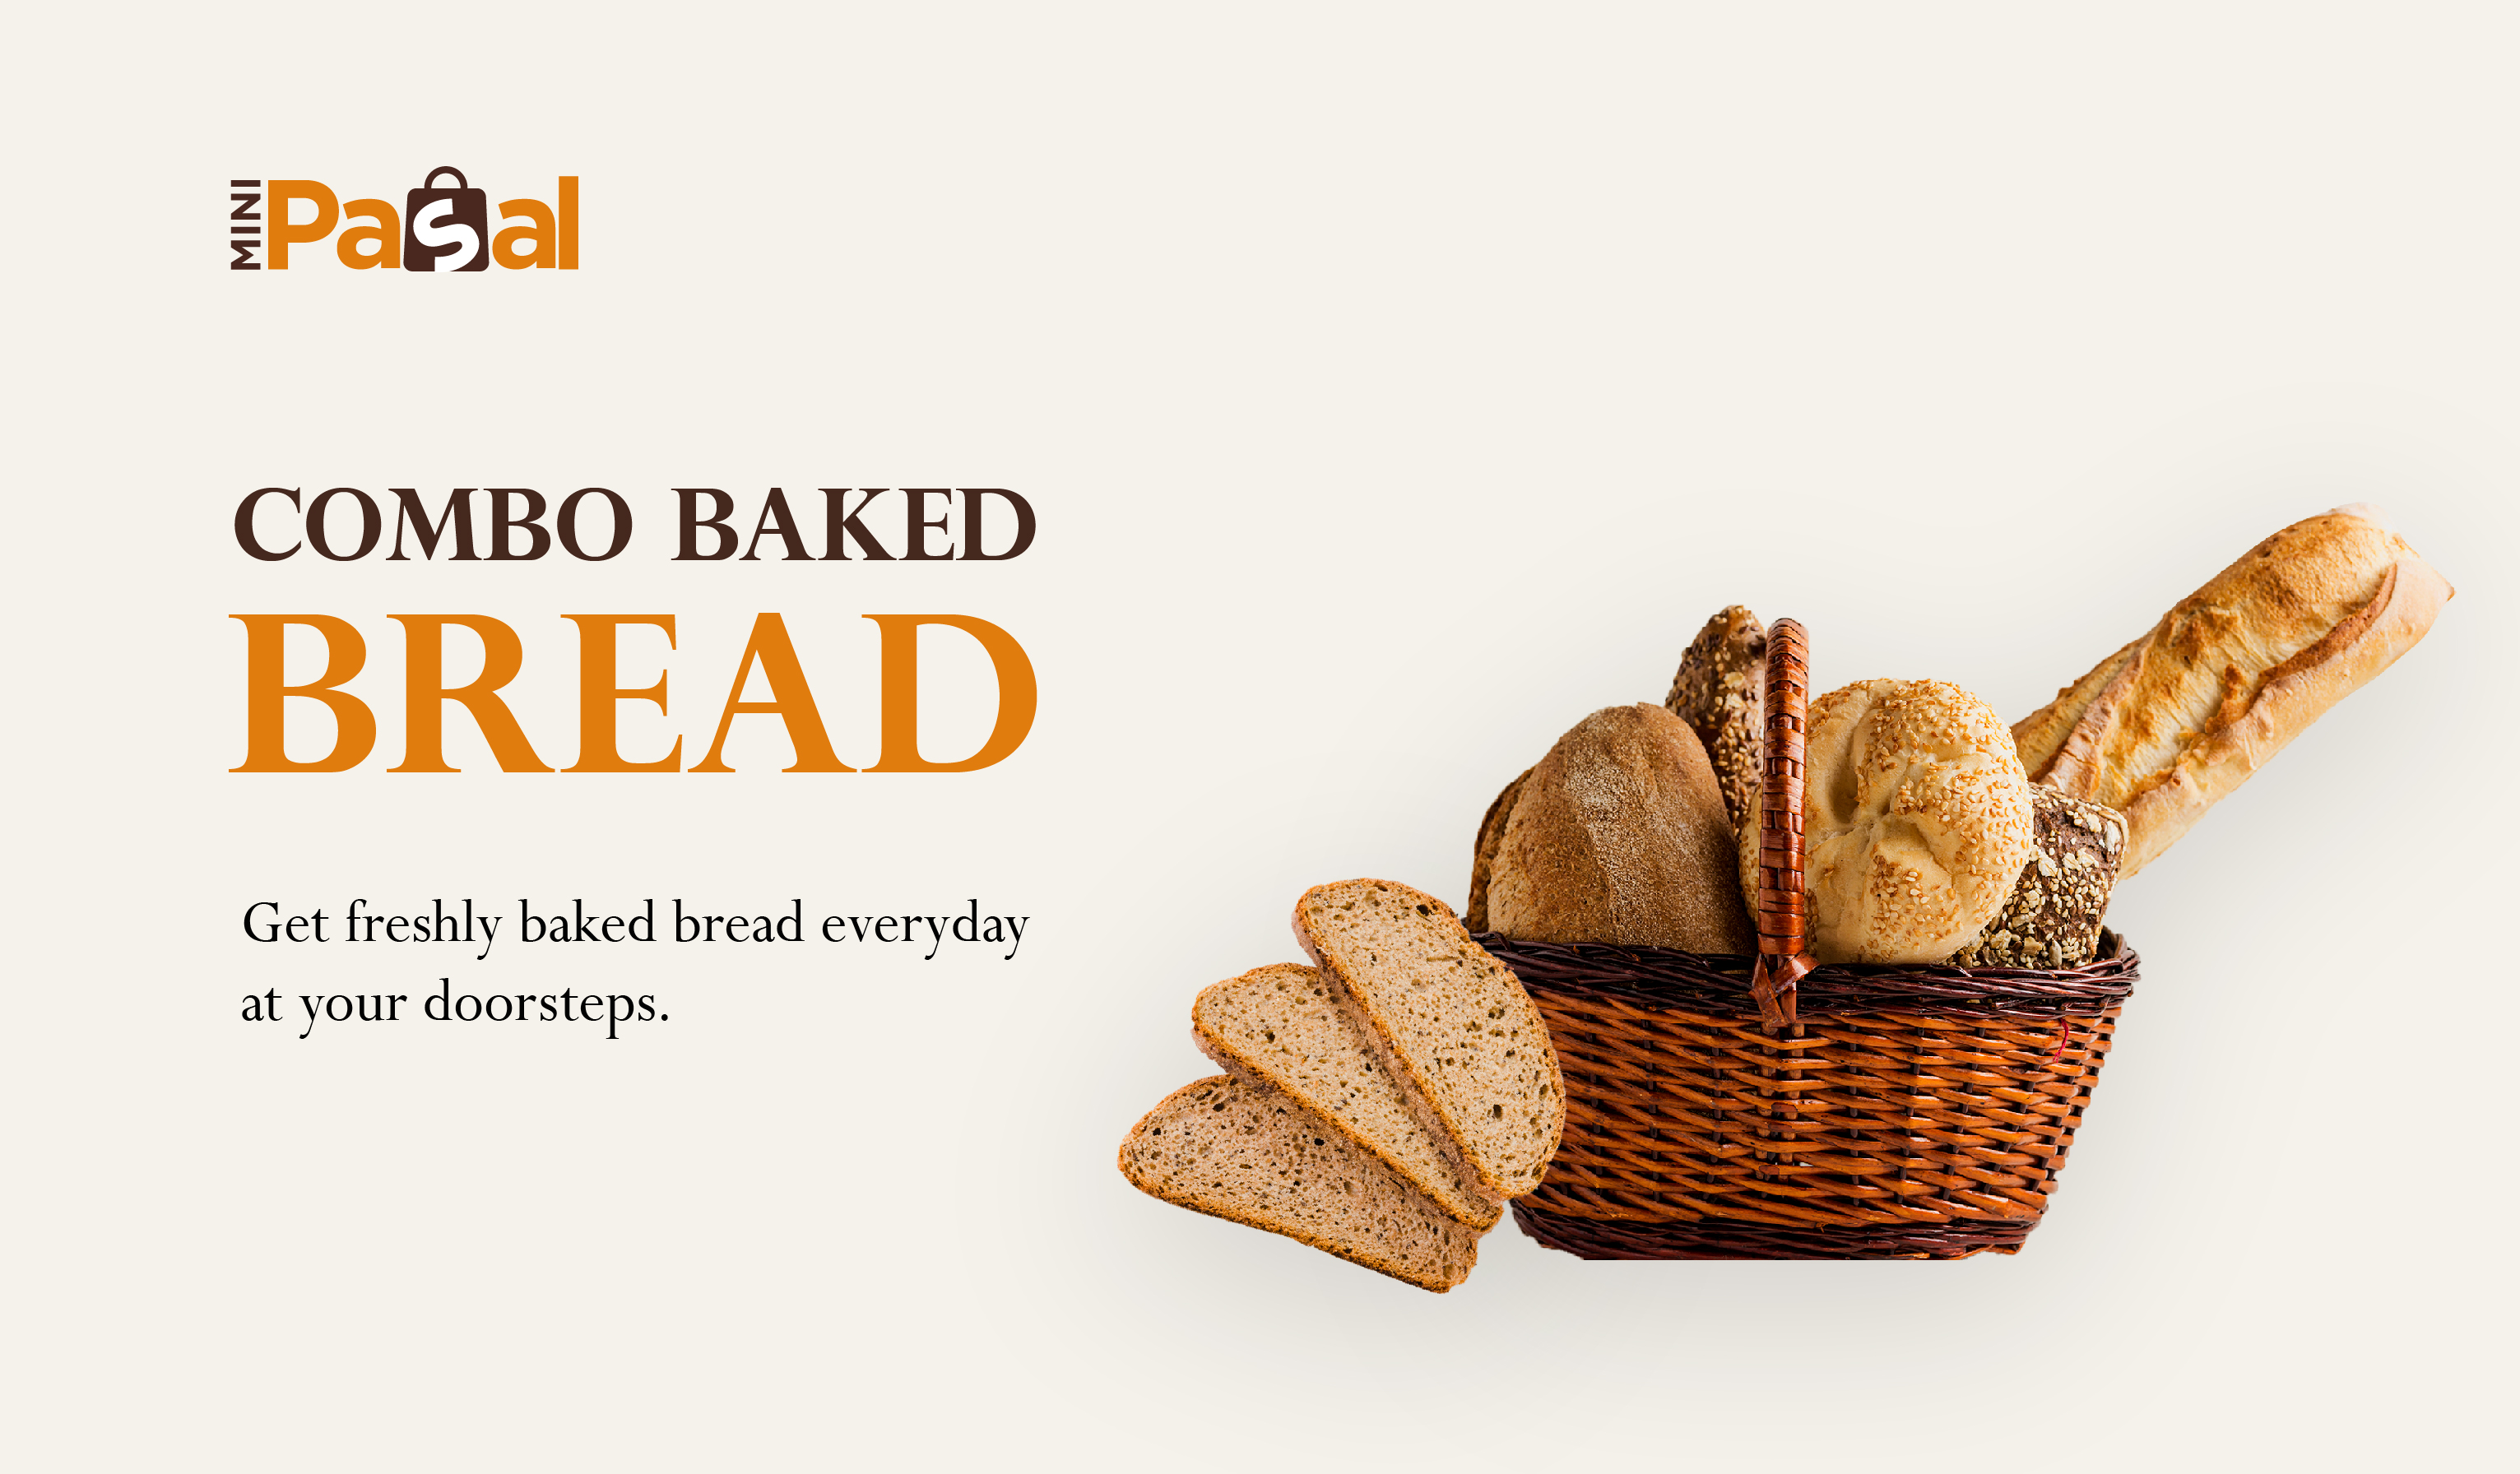 MINI Pasal
COMBO BAKED
BREAD
Get freshly baked bread everyday
at your doorsteps.